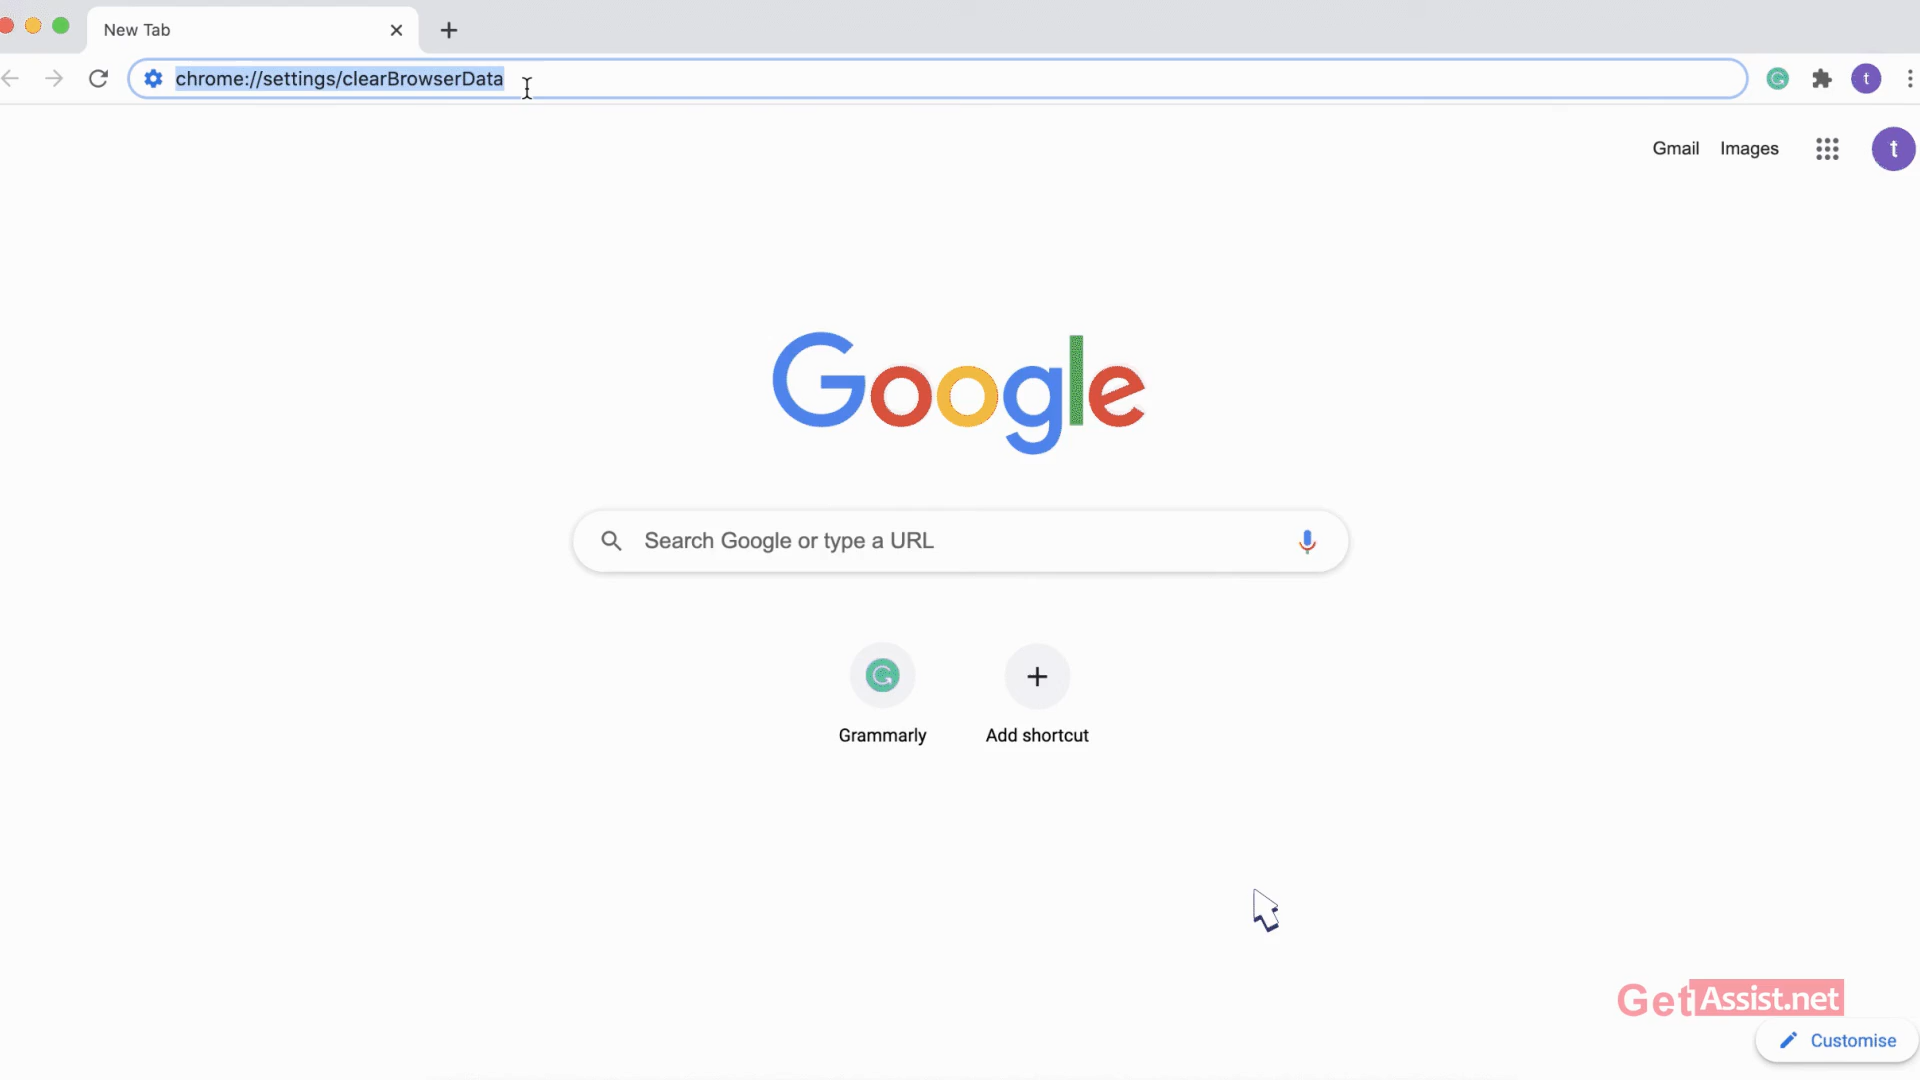 New Tab
chrome://settings/clearBrowserData
t
Gmail
Images
t
Google
Search Google or type a URL
Grammarly
Add shortcut
GetAssist.net
Customise